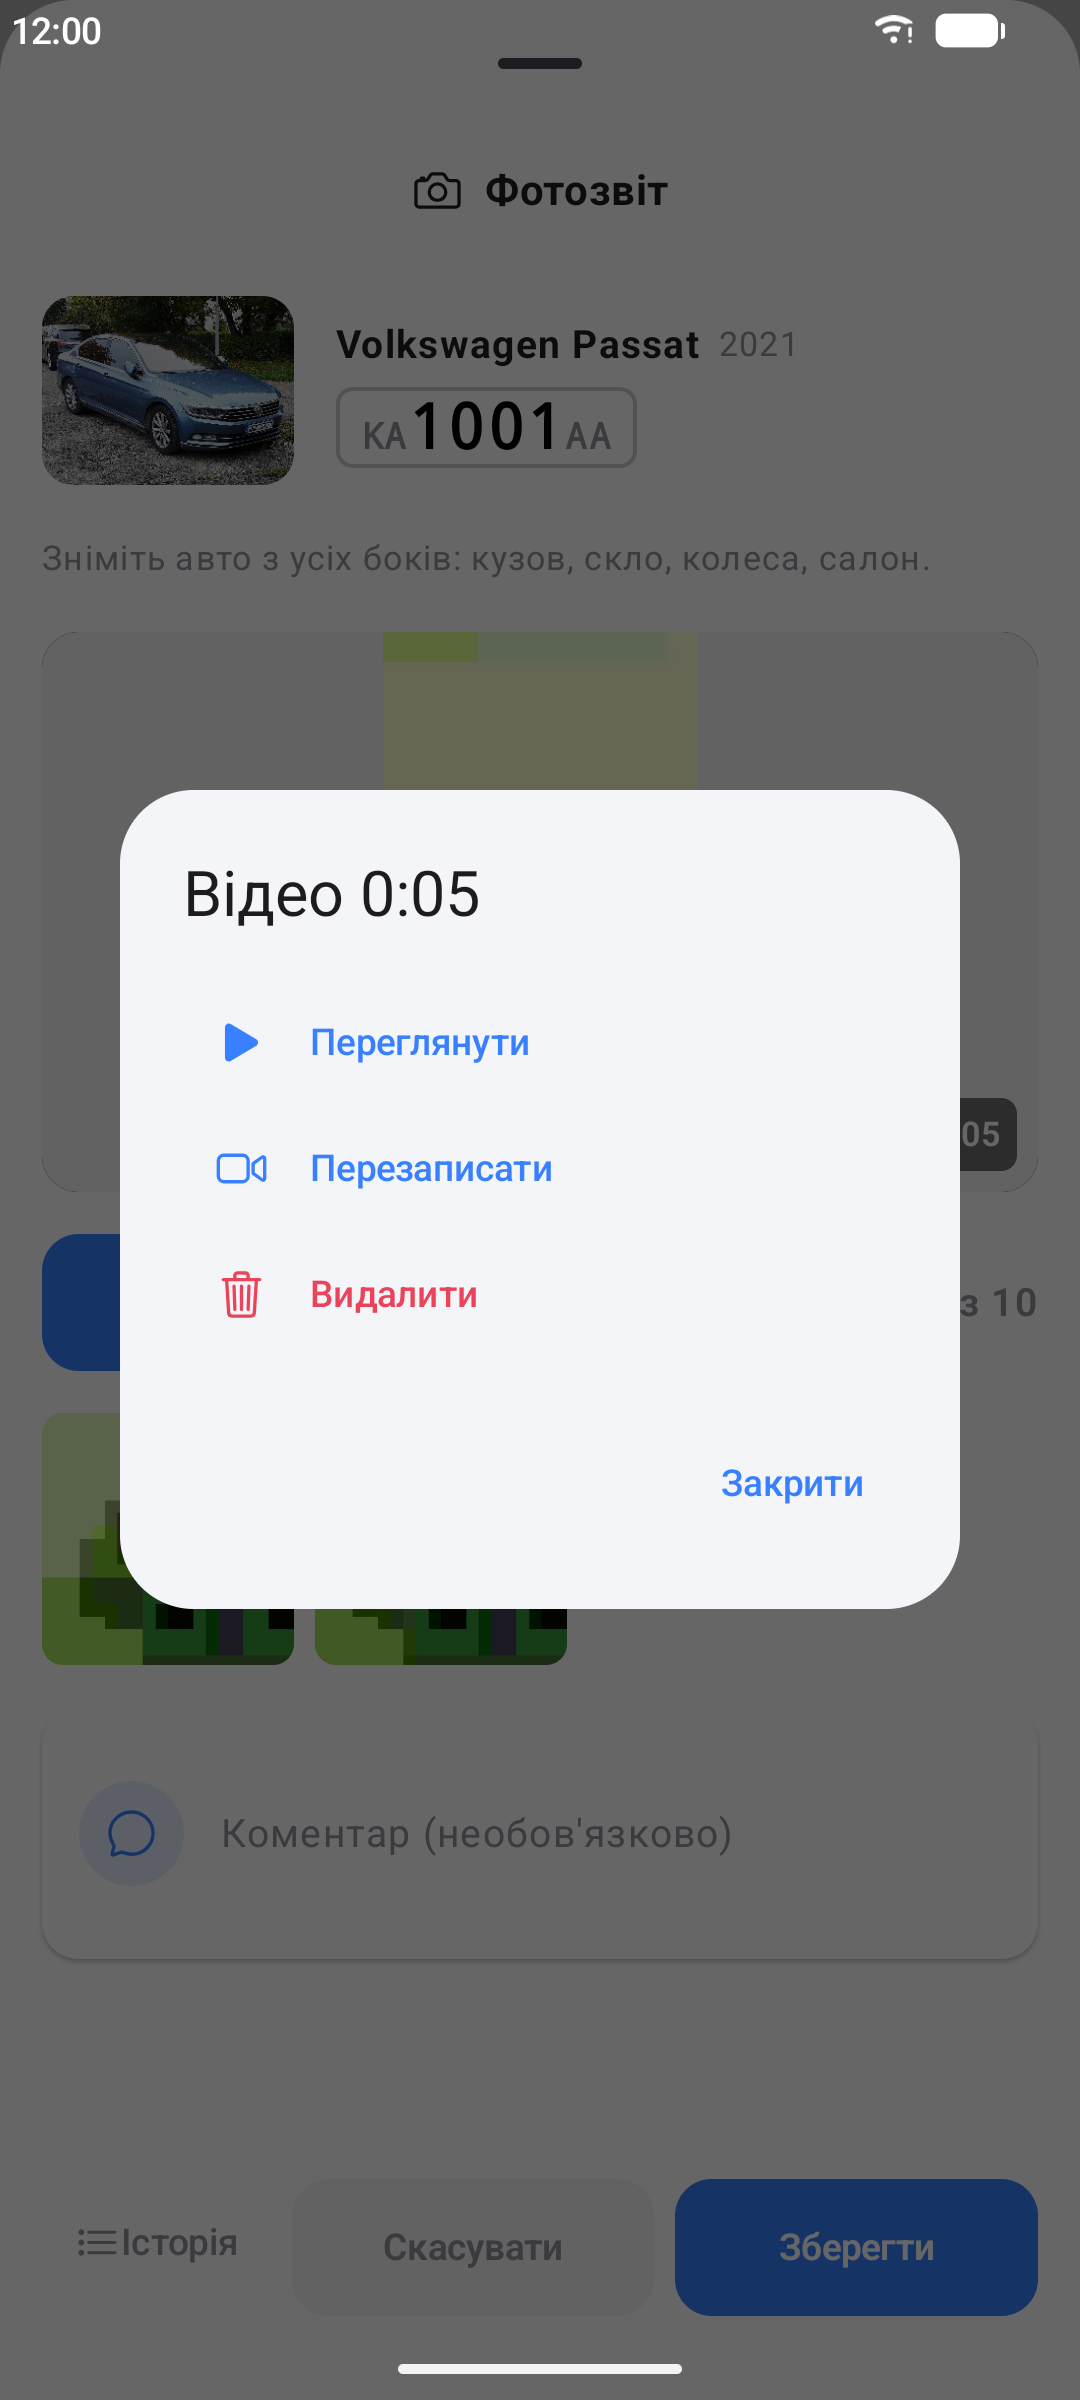 12:00
Фотозвіт
Volkswagen Passat 2021
KA 1001 AA
Зніміть авто з усіх боків: кузов, скло, колеса, салон.
Відео 0:05
Переглянути
05
Перезаписати
Видалити
з 10
Закрити
Коментар (необов'язково)
Історія
Скасувати
Зберегти